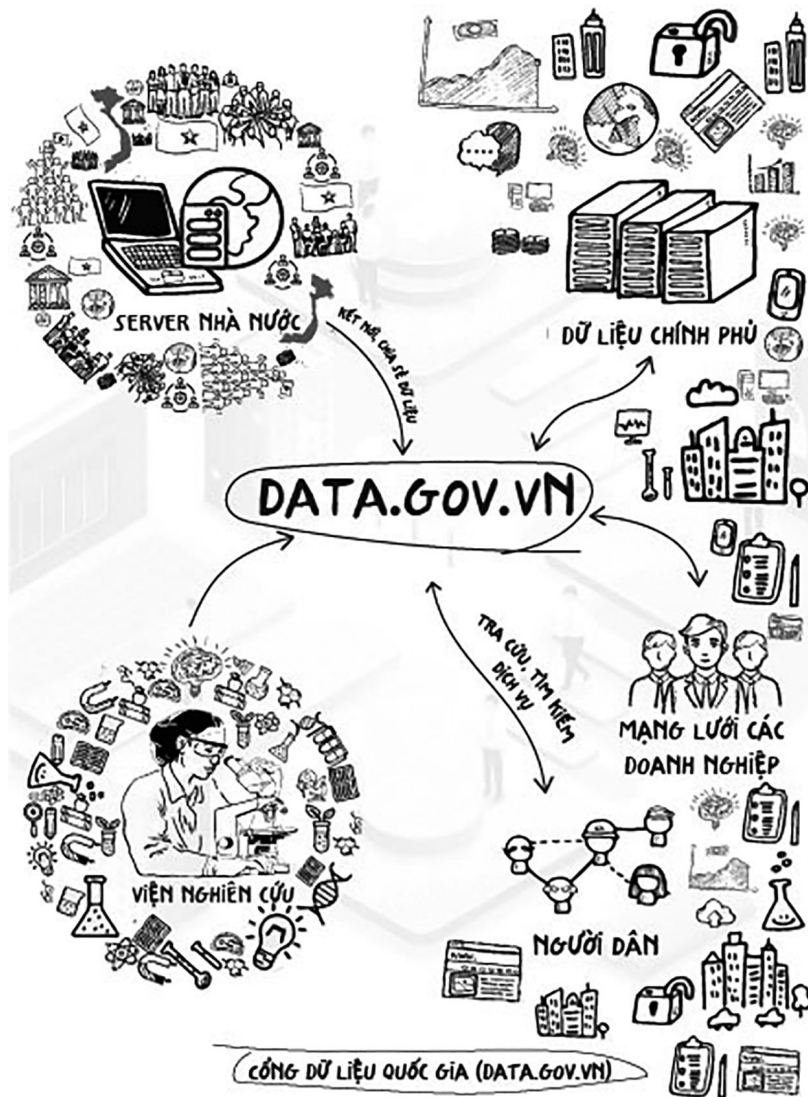 SERVER NHÀ NƯỚC
KẾT NỐI, CHIA SẺ DỮ LIỆU
DỮ LIỆU CHÍNH PHỦ
DATA.GOV.VN
TRA CỨU, TÌM KIẾM
DỊCH VỤ
MẠNG LƯỚI CÁC
DOANH NGHIỆP
VIỆN NGHIÊN CỨU
NGƯỜI DÂN
CỔNG DỮ LIỆU QUỐC GIA (DATA.GOV.VN)